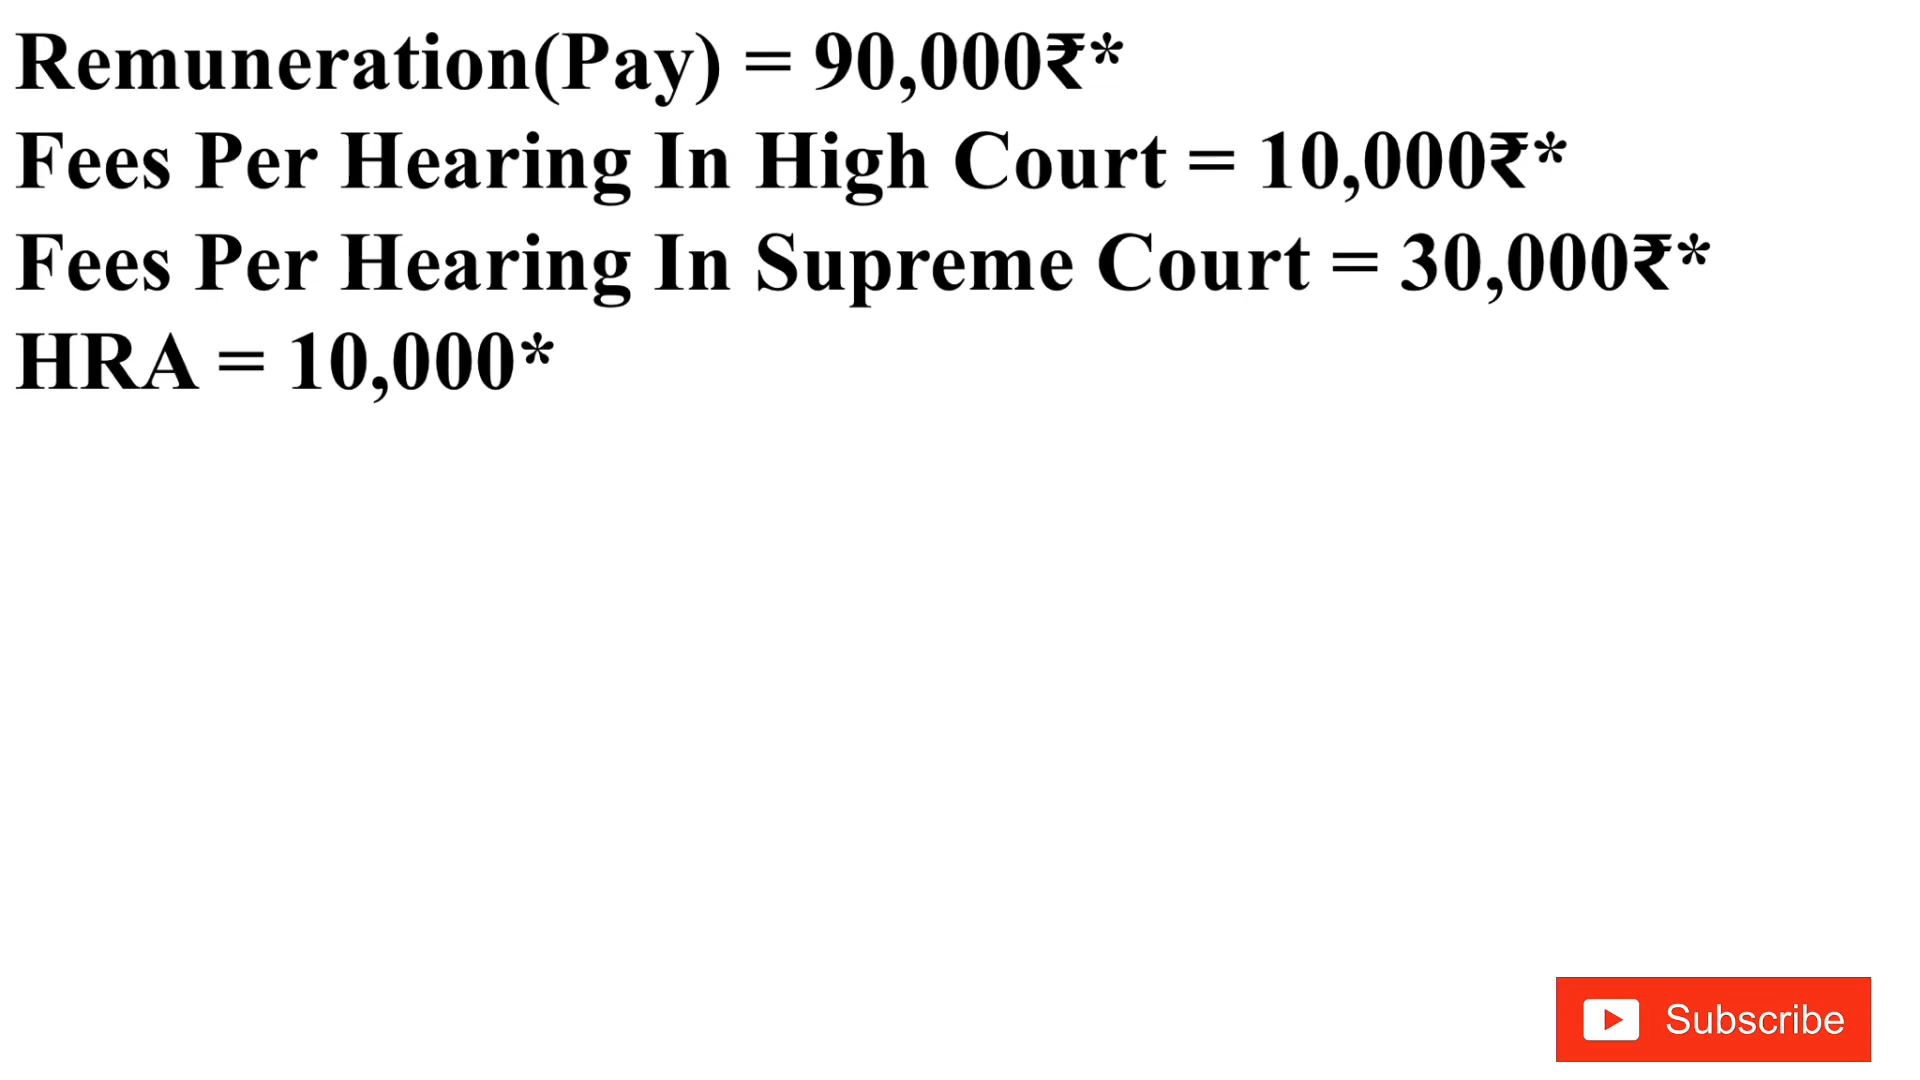 Remuneration(Pay) = 90,000₹*
Fees Per Hearing In High Court = 10,000₹*
Fees Per Hearing In Supreme Court = 30,000₹*
HRA = 10,000*
Subscribe